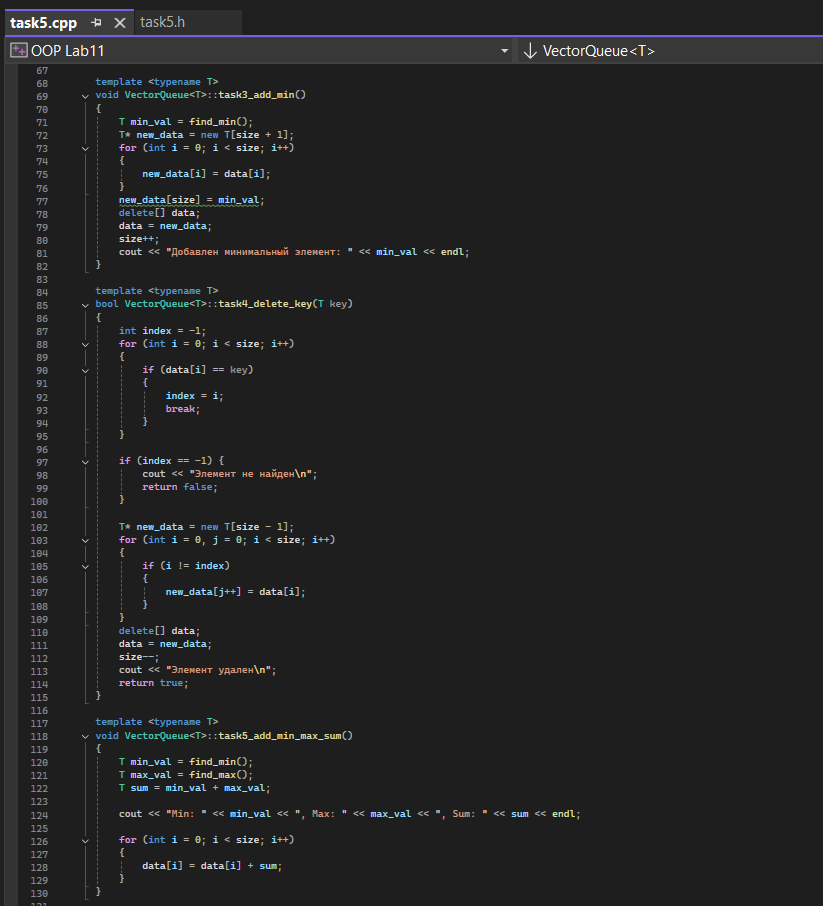 task5.cpp task5.h
OOP Lab11 VectorQueue<T>
67
68 template <typename T>
69 void VectorQueue<T>::task3_add_min()
70 {
71 T min_val = find_min();
72 T* new_data = new T[size + 1];
73 for (int i = 0; i < size; i++)
74 {
75 new_data[i] = data[i];
76 }
77 new_data[size] = min_val;
78 delete[] data;
79 data = new_data;
80 size++;
81 cout << "Добавлен минимальный элемент: " << min_val << endl;
82 }
83
84 template <typename T>
85 bool VectorQueue<T>::task4_delete_key(T key)
86 {
87 int index = -1;
88 for (int i = 0; i < size; i++)
89 {
90 if (data[i] == key)
91 {
92 index = i;
93 break;
94 }
95 }
96
97 if (index == -1) {
98 cout << "Элемент не найден\n";
99 return false;
100 }
101
102 T* new_data = new T[size - 1];
103 for (int i = 0, j = 0; i < size; i++)
104 {
105 if (i != index)
106 {
107 new_data[j++] = data[i];
108 }
109 }
110 delete[] data;
111 data = new_data;
112 size--;
113 cout << "Элемент удален\n";
114 return true;
115 }
116
117 template <typename T>
118 void VectorQueue<T>::task5_add_min_max_sum()
119 {
120 T min_val = find_min();
121 T max_val = find_max();
122 T sum = min_val + max_val;
123
124 cout << "Min: " << min_val << ", Max: " << max_val << ", Sum: " << sum << endl;
125
126 for (int i = 0; i < size; i++)
127 {
128 data[i] = data[i] + sum;
129 }
130 }